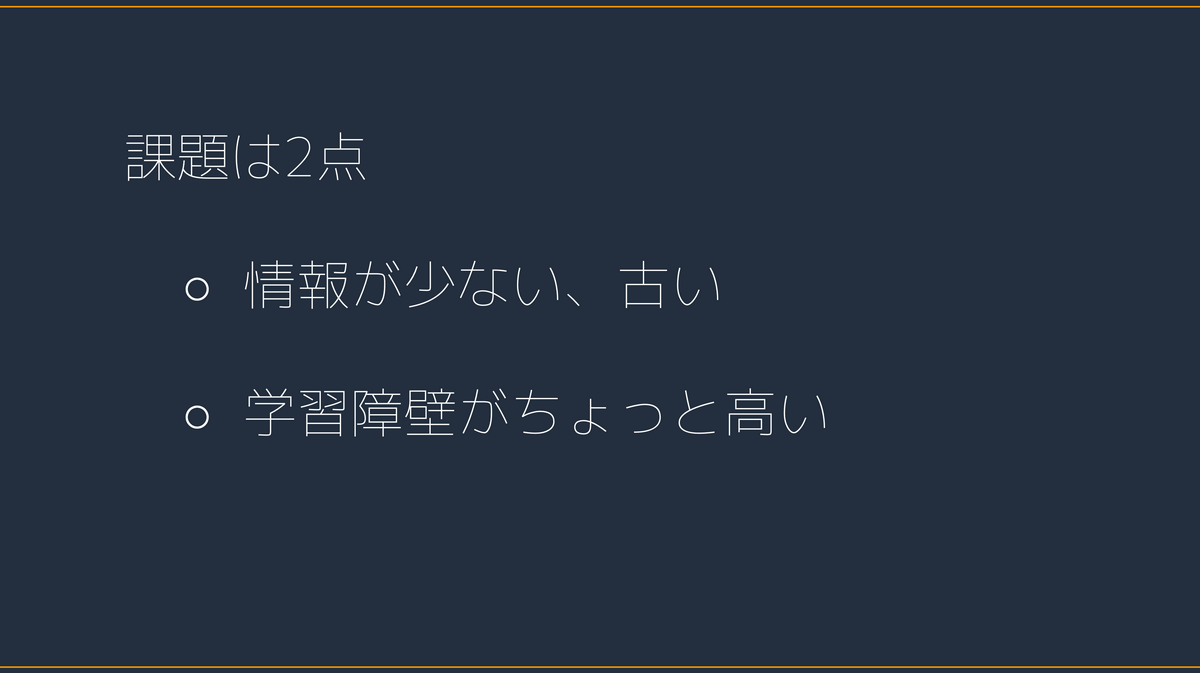 課題は2点
○ 情報が少ない、古い
○ 学習障壁がちょっと高い